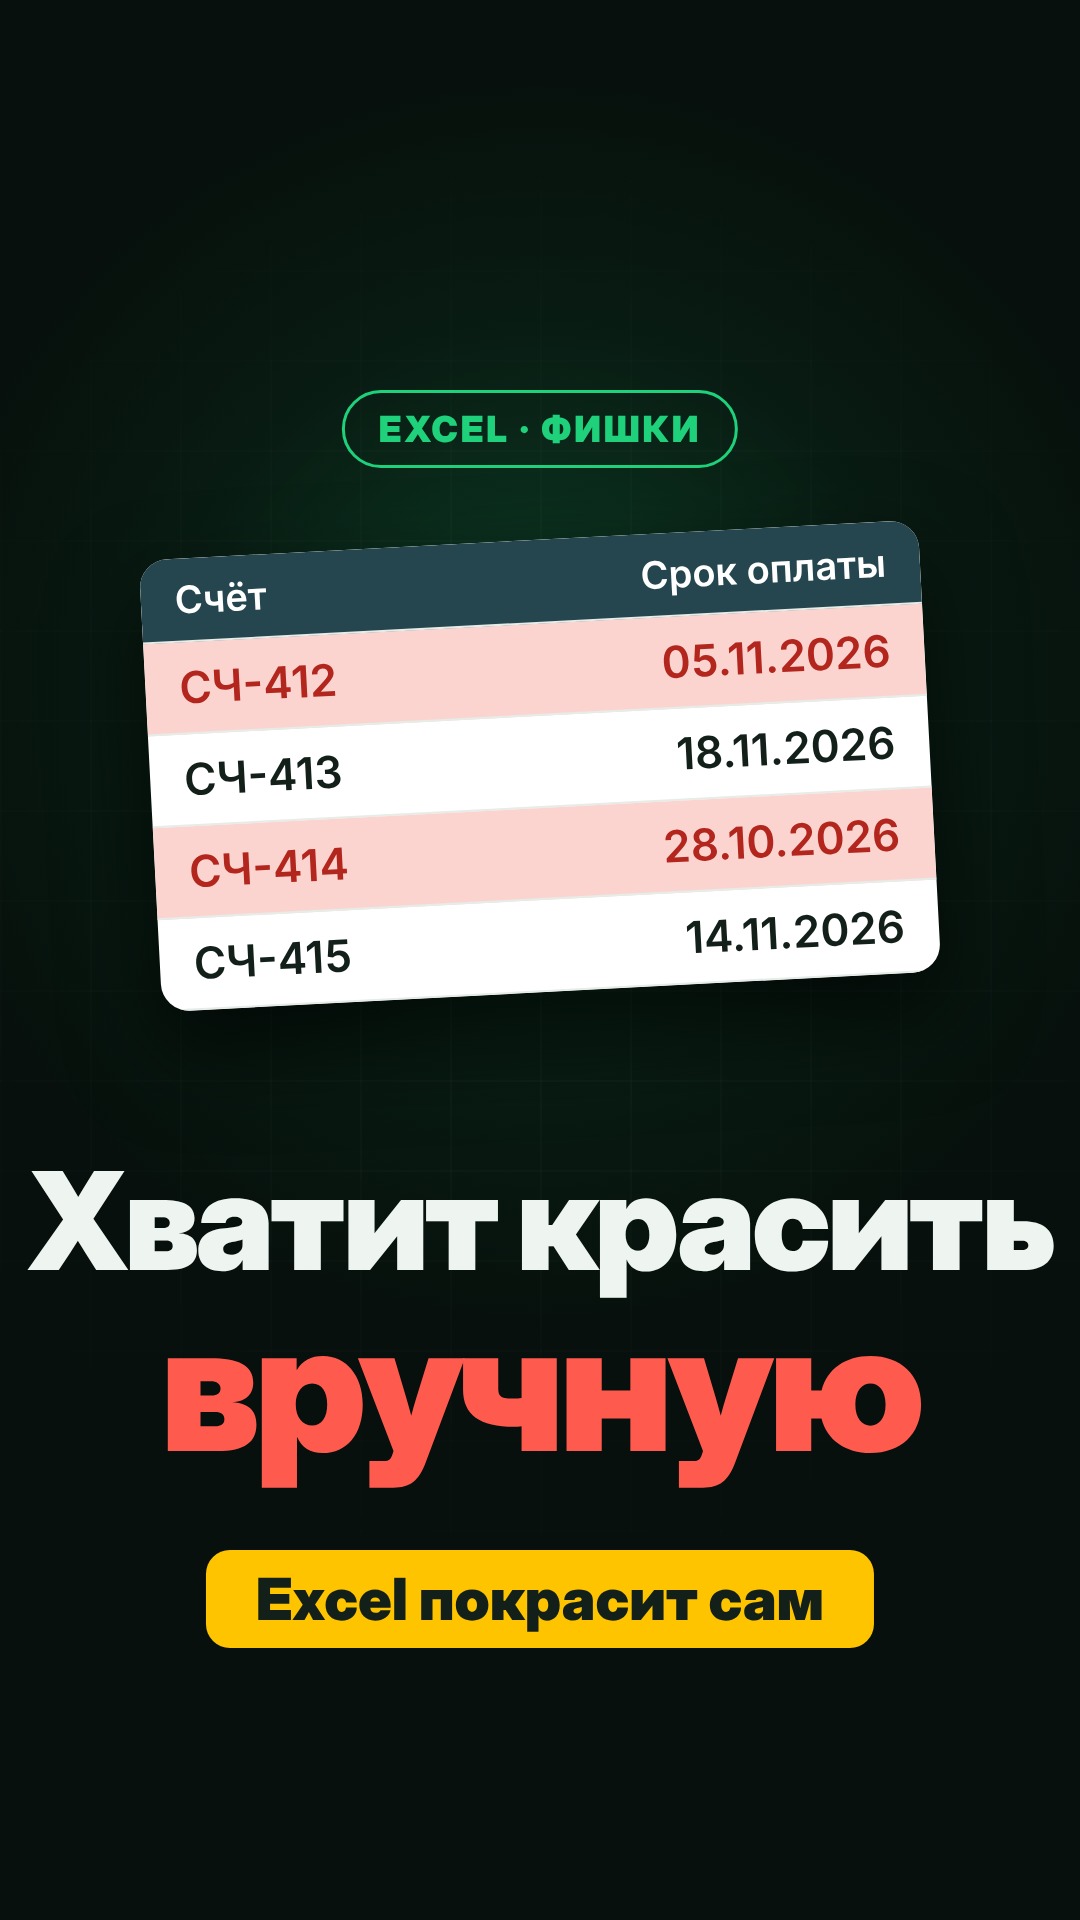 EXCEL · ФИШКИ
Счёт Срок оплаты
СЧ-412 05.11.2026
СЧ-413 18.11.2026
СЧ-414 28.10.2026
СЧ-415 14.11.2026
Хватит красить
вручную
Excel покрасит сам